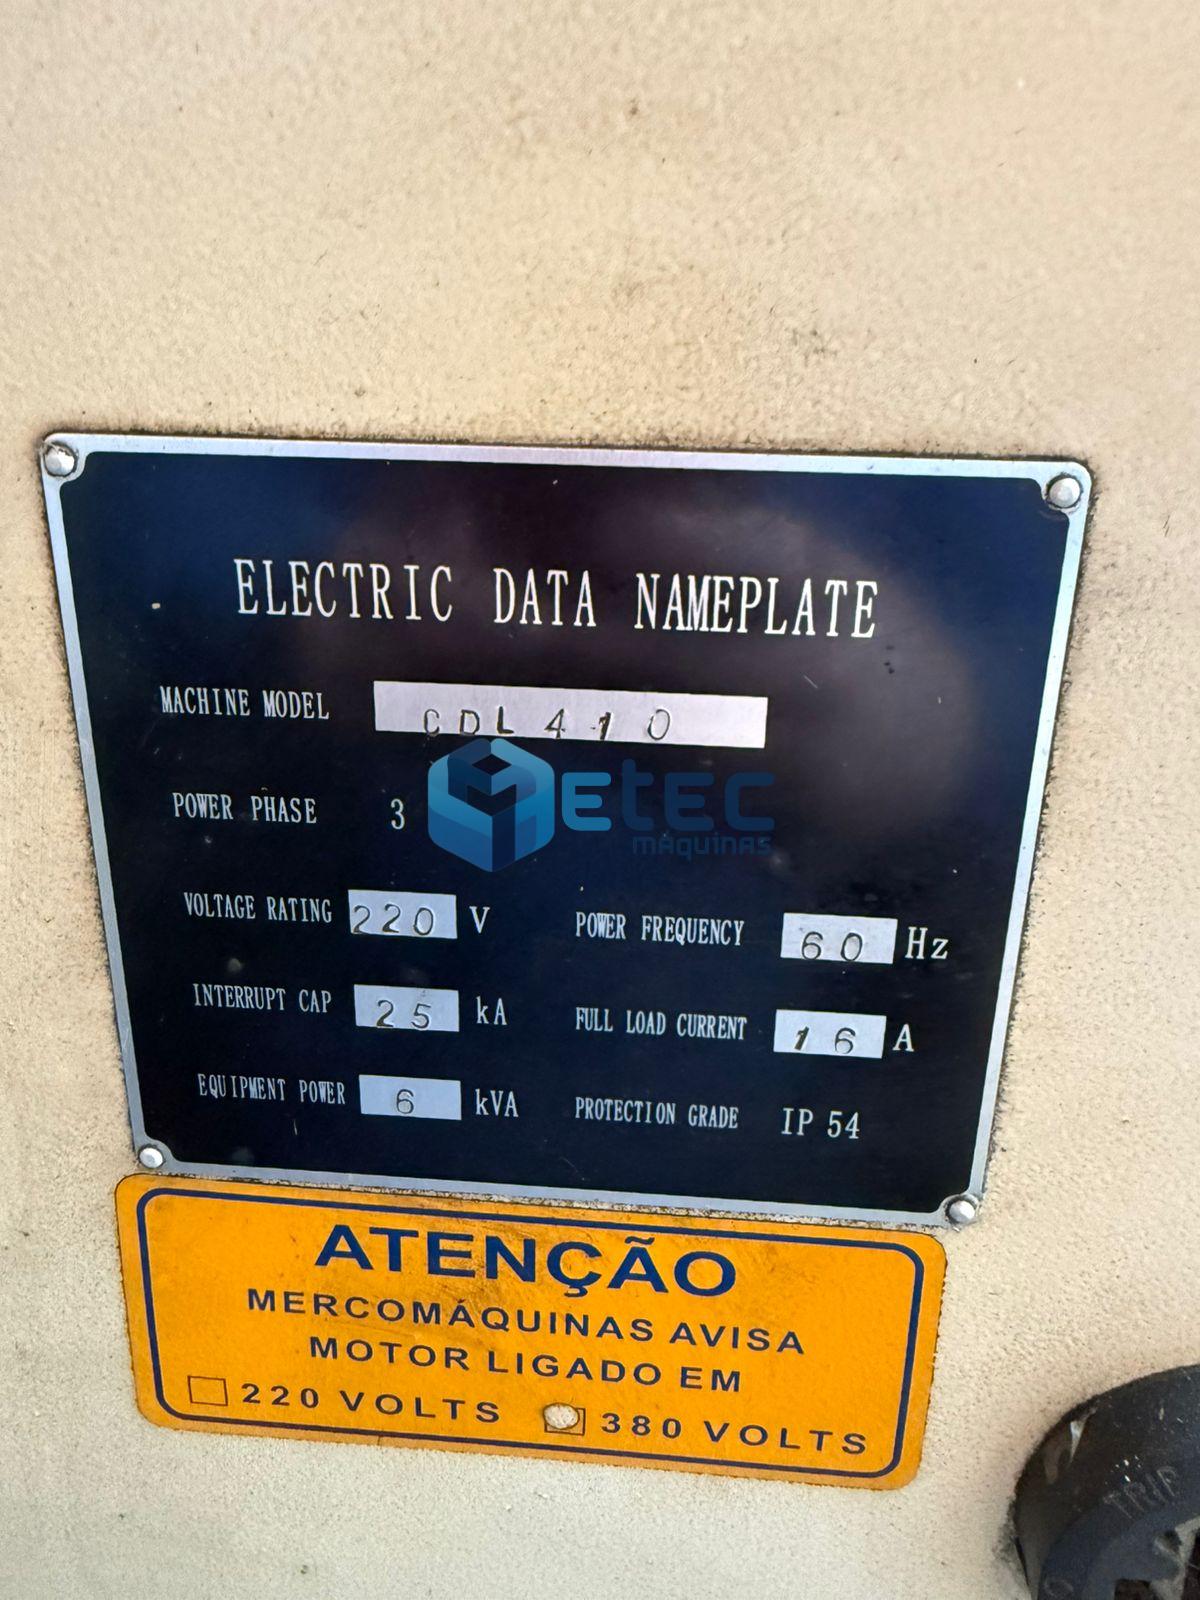 ELECTRIC DATA NAMEPLATE
MACHINE MODEL CDL410
POWER PHASE 3
METEC
MÁQUINAS
VOLTAGE RATING 220 V POWER FREQUENCY 60 Hz
INTERRUPT CAP 25 kA FULL LOAD CURRENT 16 A
EQUIPMENT POWER 6 kVA PROTECTION GRADE IP 54
ATENÇÃO
MERCOMÁQUINAS AVISA
MOTOR LIGADO EM
220 VOLTS 380 VOLTS
TRIP